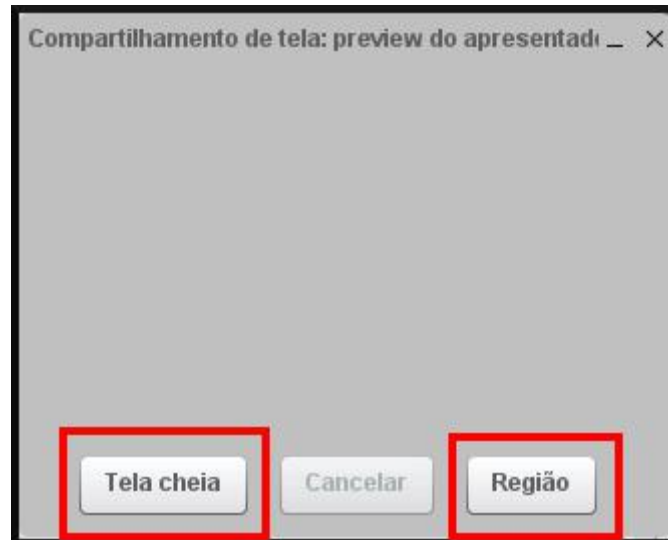 Compartilhamento de tela: preview do apresentad
Tela cheia
Cancelar
Região